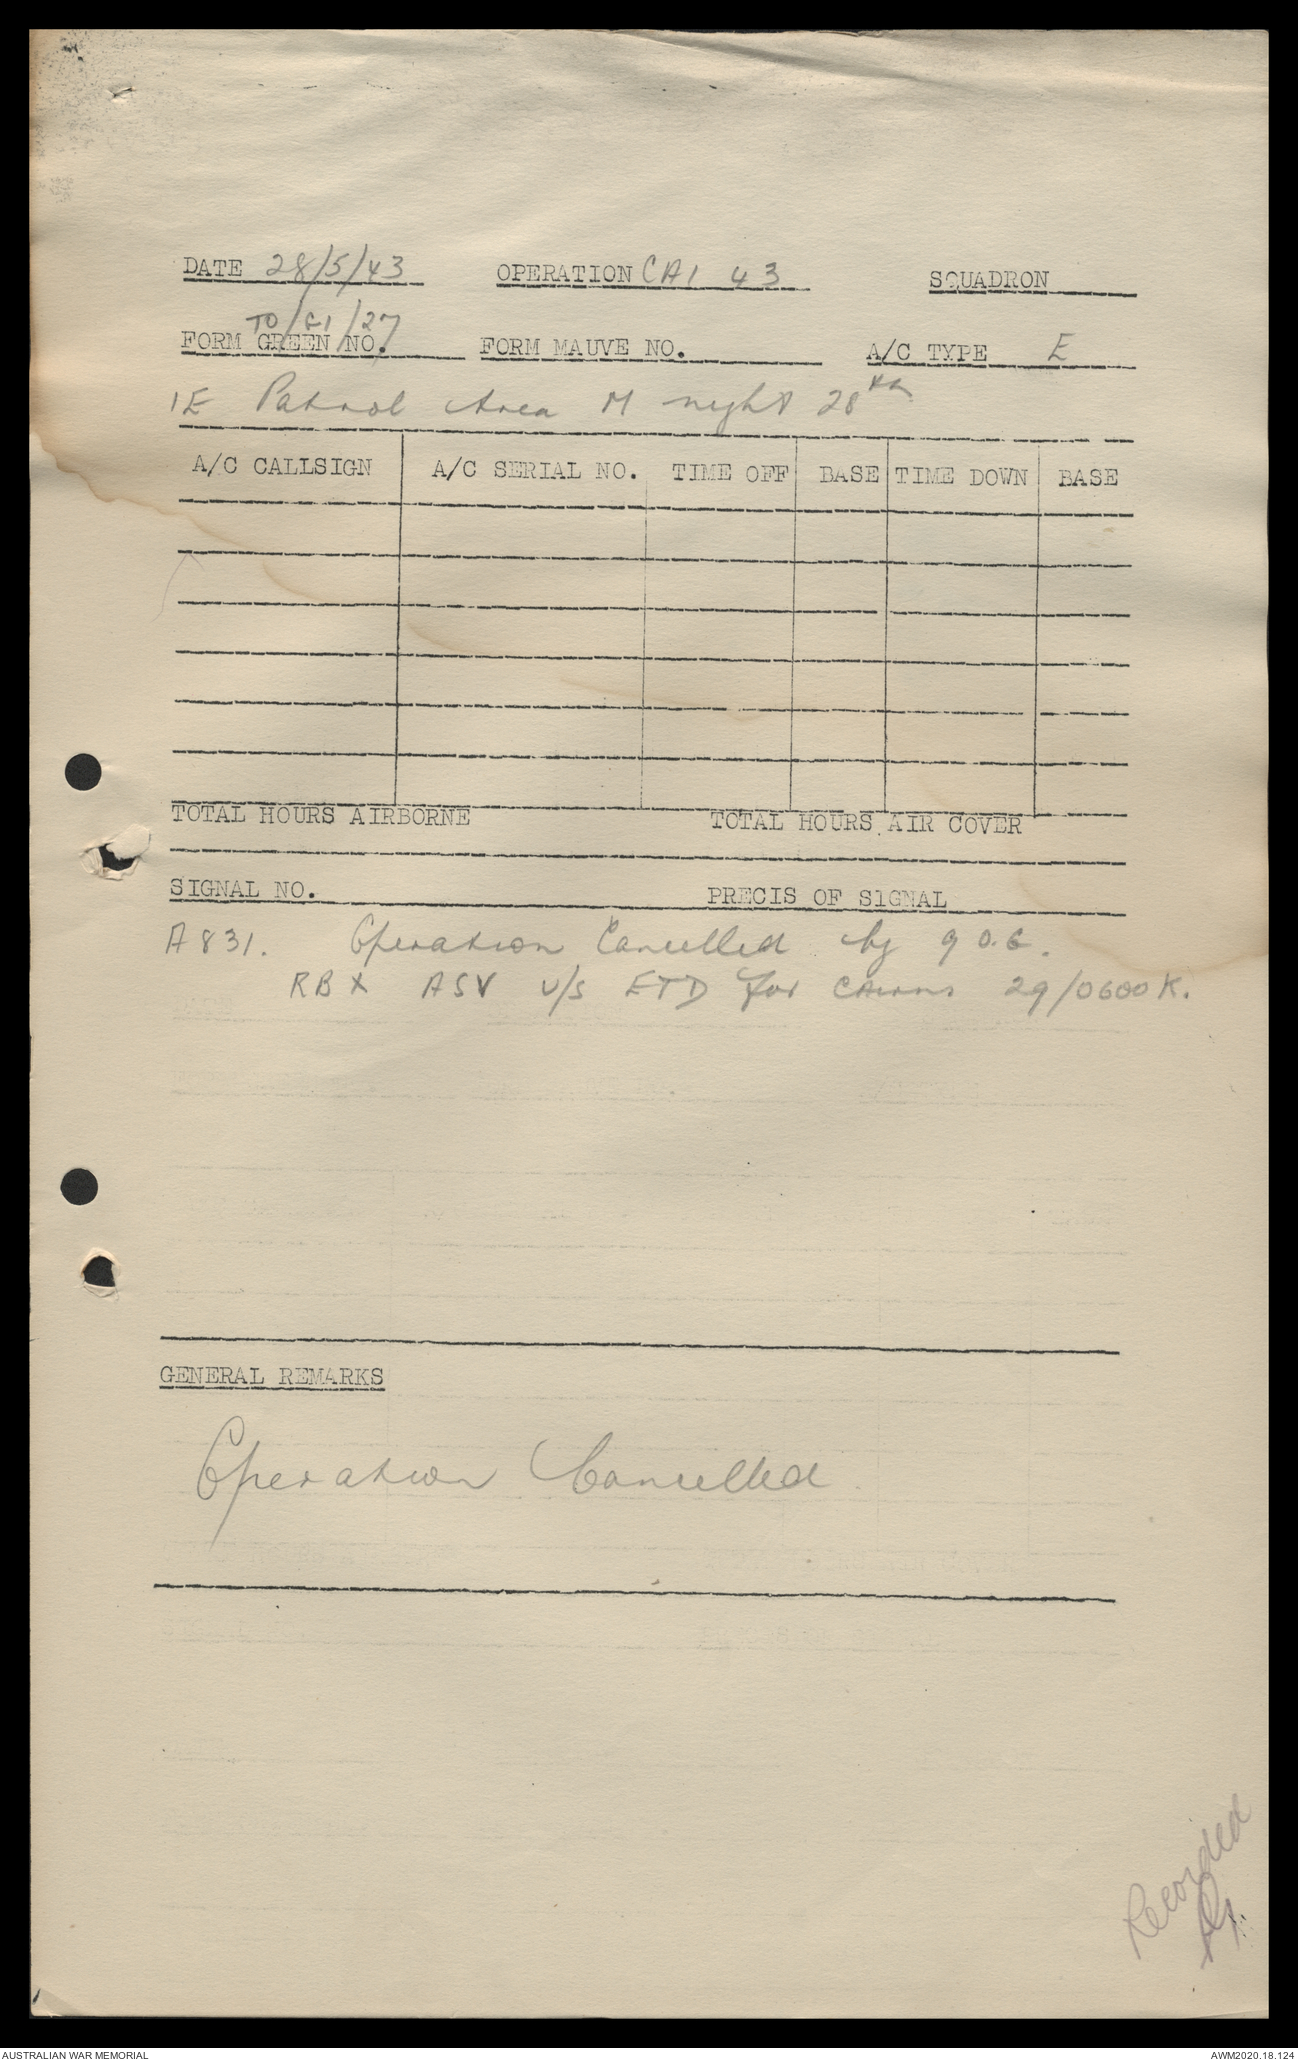 DATE 28/5/43 OPERATION CA1 43 SQUADRON
TO/G1/27
FORM GREEN NO. FORM MAUVE NO. A/C TYPE E
1E Patrol Area M night 28th
A/C CALLSIGN A/C SERIAL NO. TIME OFF BASE TIME DOWN BASE
TOTAL HOURS AIRBORNE TOTAL HOURS AIR COVER
SIGNAL NO. PRECIS OF SIGNAL
A831. Operation Cancelled by 9 O.G.
RBX ASV U/S ETD for Cairns 29/0600K.
GENERAL REMARKS
Operation Cancelled.
Recorded
AUSTRALIAN WAR MEMORIAL AWM2020.18.124